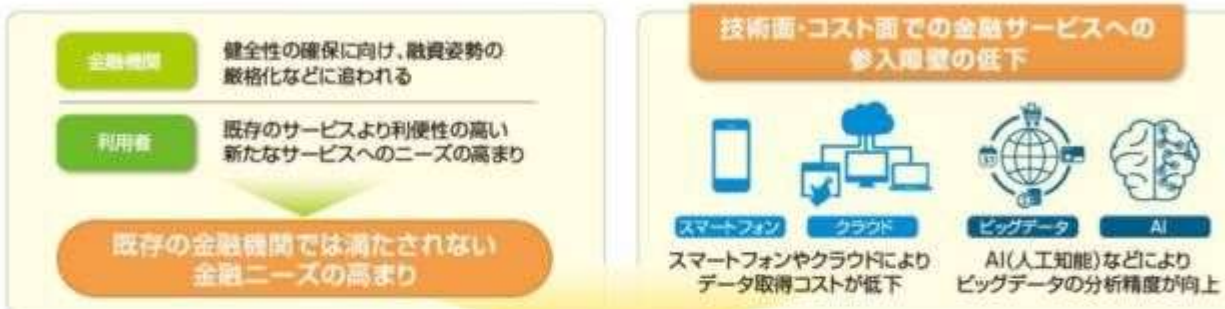 金融機関
健全性の確保に向け、融資姿勢の
厳格化などに追われる
利用者
既存のサービスより利便性の高い
新たなサービスへのニーズの高まり
既存の金融機関では満たされない
金融ニーズの高まり
技術面・コスト面での金融サービスへの
参入障壁の低下
スマートフォン
クラウド
ビッグデータ
AI
スマートフォンやクラウドにより
データ取得コストが低下
AI(人工知能)などにより
ビッグデータの分析精度が向上